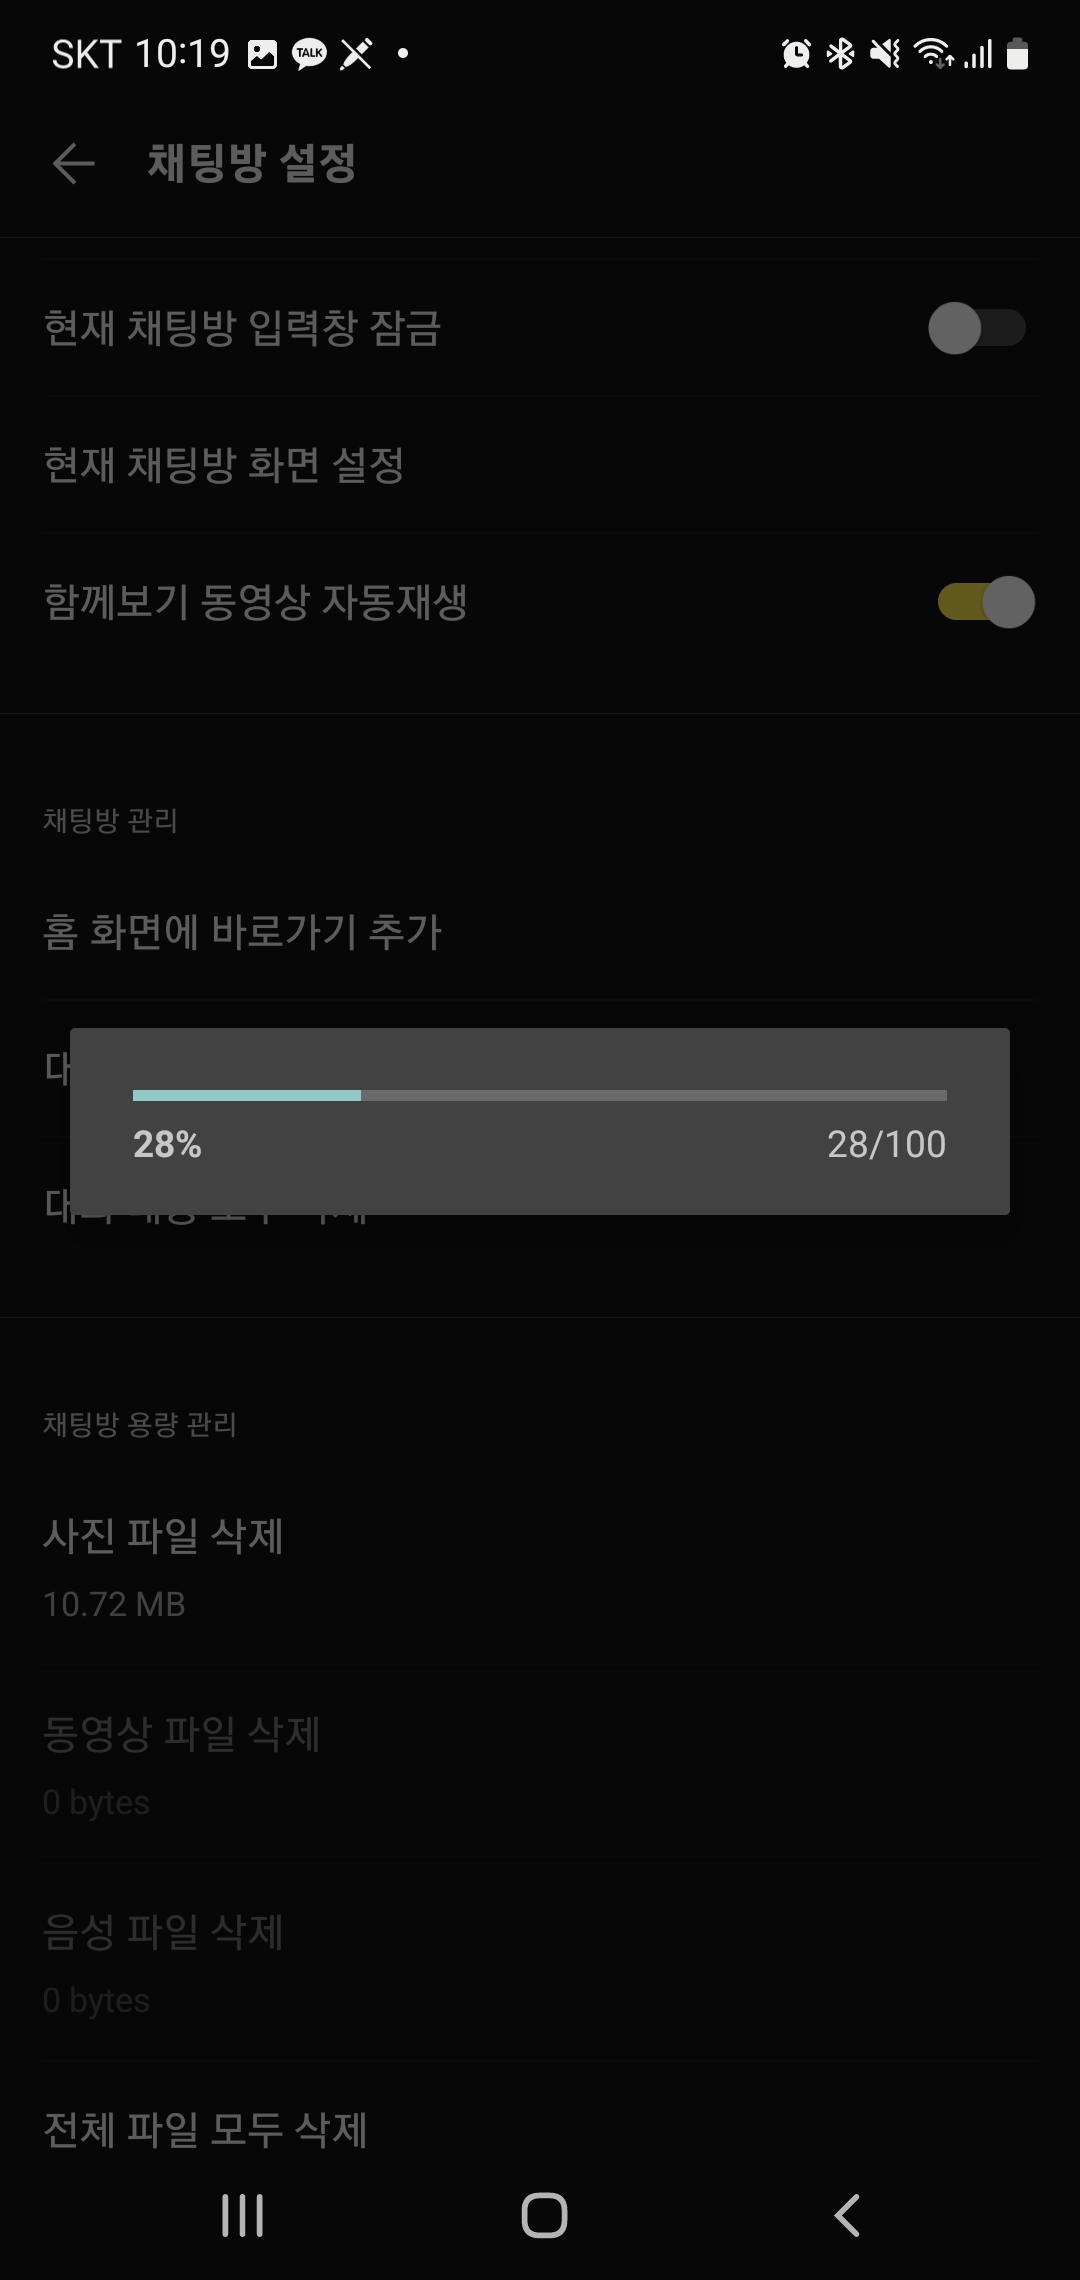 SKT 10:19 TALK
채팅방 설정
현재 채팅방 입력창 잠금
현재 채팅방 화면 설정
함께보기 동영상 자동재생
채팅방 관리
홈 화면에 바로가기 추가
28%
28/100
채팅방 용량 관리
사진 파일 삭제
10.72 MB
동영상 파일 삭제
0 bytes
음성 파일 삭제
0 bytes
전체 파일 모두 삭제